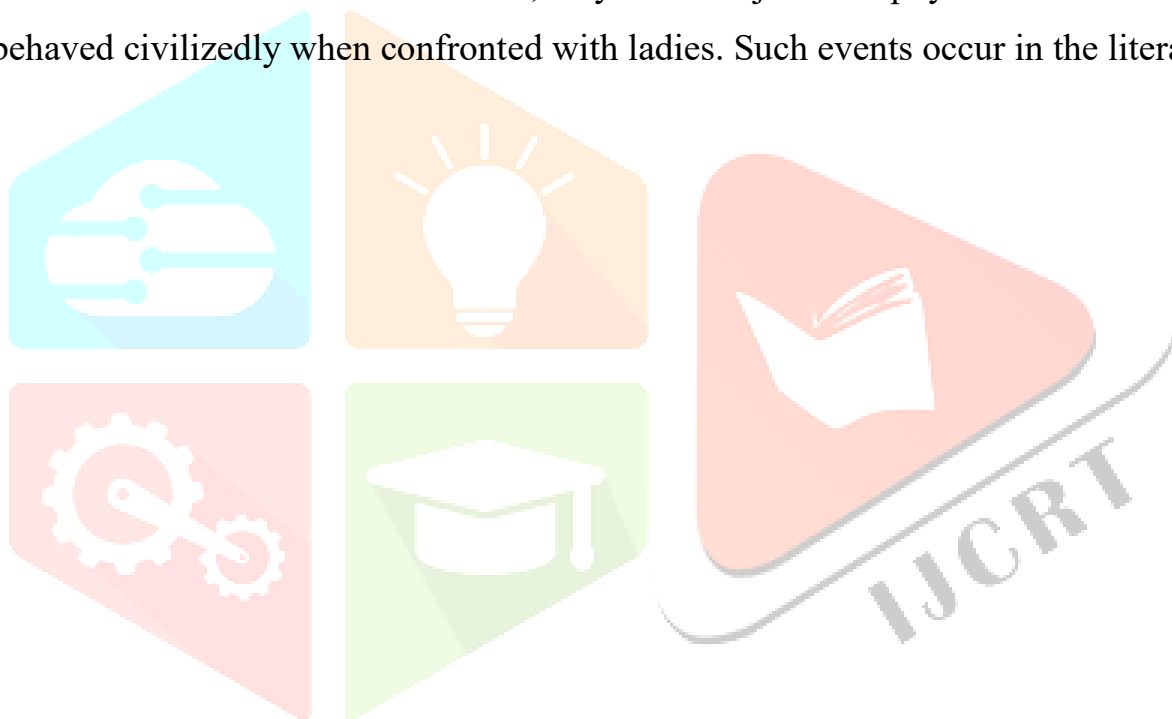 behaved civilizedly when confronted with ladies. Such events occur in the litera
IJCRT